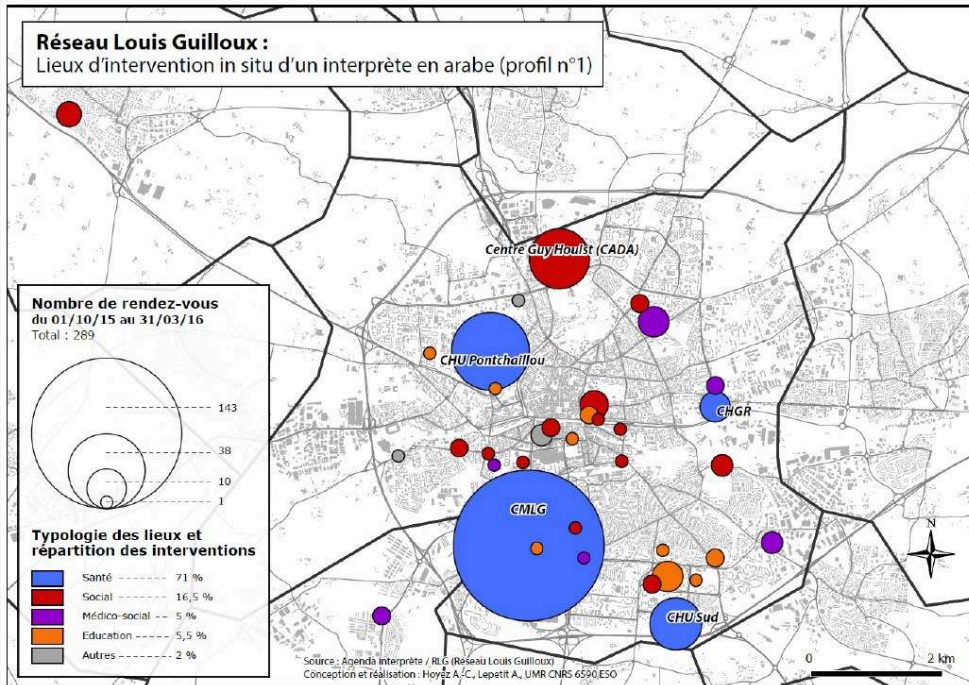 Réseau Louis Guilloux :
Lieux d'intervention in situ d'un interprète en arabe (profil n°1)
Centre Guy Houist (CADA)
CHU Pontchaillou
CHGR
CMLG
CHU Sud
Nombre de rendez-vous
du 01/10/15 au 31/03/16
Total : 289
143
38
10
1
Typologie des lieux et
répartition des interventions
Santé 71 %
Social 16,5 %
Médico-social 5 %
Education 5,5 %
Autres 2 %
N
0 2 km
Source : Agenda interprète / RLG (Réseau Louis Guilloux)
Conception et réalisation : Hoyez A.-C., Lepetit A., UMR CNRS 6590 ESO